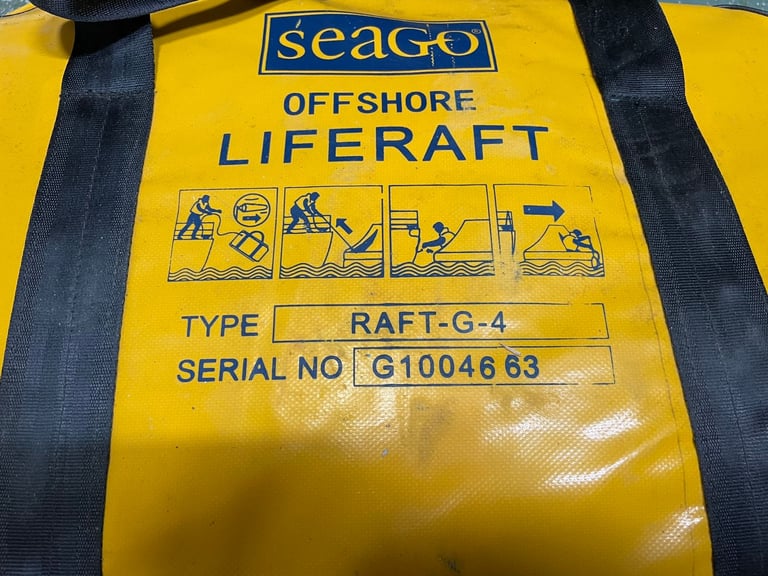 seaGo®
OFFSHORE
LIFERAFT
TYPE RAFT-G-4
SERIAL NO G1004663